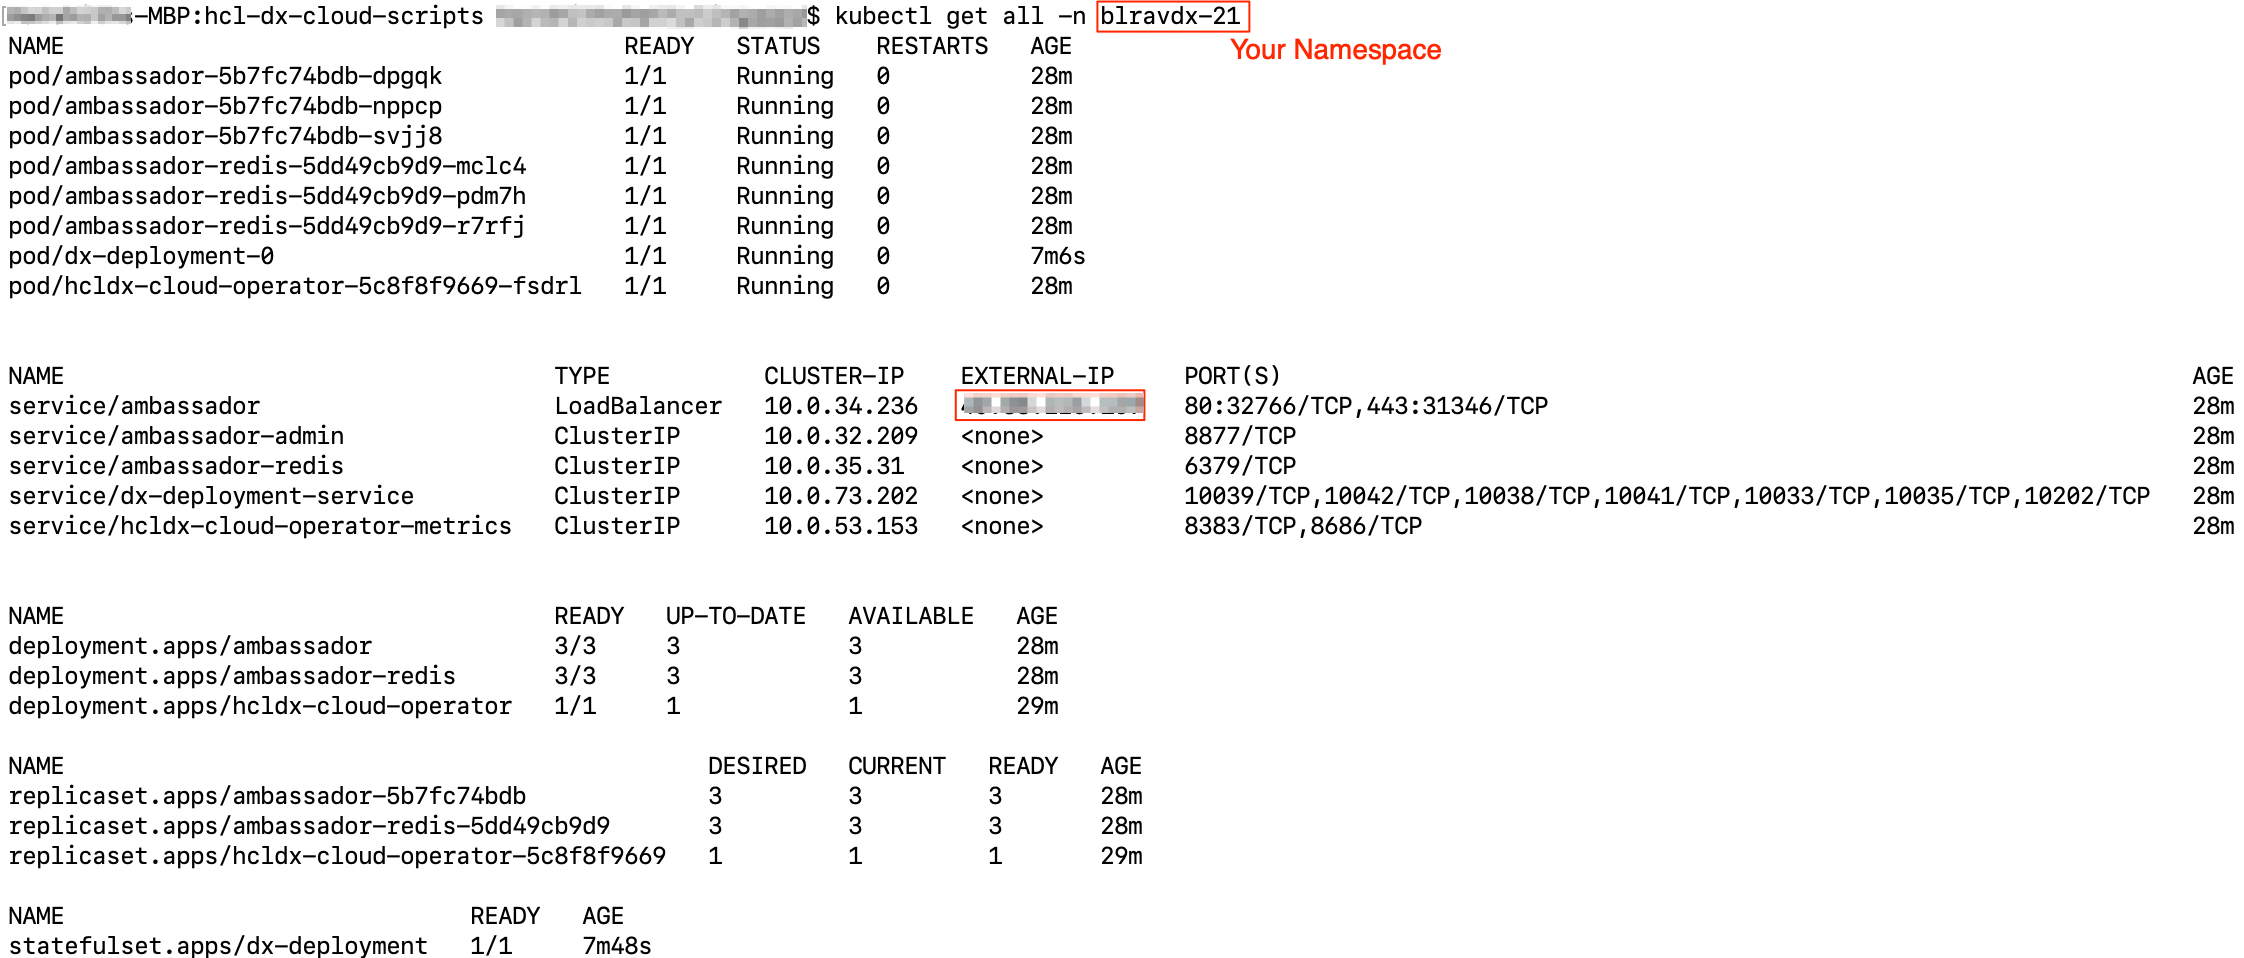 -MBP:hcl-dx-cloud-scripts $ kubectl get all -n blravdx-21
Your Namespace
NAME READY STATUS RESTARTS AGE
pod/ambassador-5b7fc74bdb-dpgqk 1/1 Running 0 28m
pod/ambassador-5b7fc74bdb-nppcp 1/1 Running 0 28m
pod/ambassador-5b7fc74bdb-svjj8 1/1 Running 0 28m
pod/ambassador-redis-5dd49cb9d9-mclc4 1/1 Running 0 28m
pod/ambassador-redis-5dd49cb9d9-pdm7h 1/1 Running 0 28m
pod/ambassador-redis-5dd49cb9d9-r7rfj 1/1 Running 0 28m
pod/dx-deployment-0 1/1 Running 0 7m6s
pod/hcldx-cloud-operator-5c8f8f9669-fsdrl 1/1 Running 0 28m
NAME TYPE CLUSTER-IP EXTERNAL-IP PORT(S) AGE
service/ambassador LoadBalancer 10.0.34.236 80:32766/TCP,443:31346/TCP 28m
service/ambassador-admin ClusterIP 10.0.32.209 <none> 8877/TCP 28m
service/ambassador-redis ClusterIP 10.0.35.31 <none> 6379/TCP 28m
service/dx-deployment-service ClusterIP 10.0.73.202 <none> 10039/TCP,10042/TCP,10038/TCP,10041/TCP,10033/TCP,10035/TCP,10202/TCP 28m
service/hcldx-cloud-operator-metrics ClusterIP 10.0.53.153 <none> 8383/TCP,8686/TCP 28m
NAME READY UP-TO-DATE AVAILABLE AGE
deployment.apps/ambassador 3/3 3 3 28m
deployment.apps/ambassador-redis 3/3 3 3 28m
deployment.apps/hcldx-cloud-operator 1/1 1 1 29m
NAME DESIRED CURRENT READY AGE
replicaset.apps/ambassador-5b7fc74bdb 3 3 3 28m
replicaset.apps/ambassador-redis-5dd49cb9d9 3 3 3 28m
replicaset.apps/hcldx-cloud-operator-5c8f8f9669 1 1 1 29m
NAME READY AGE
statefulset.apps/dx-deployment 1/1 7m48s